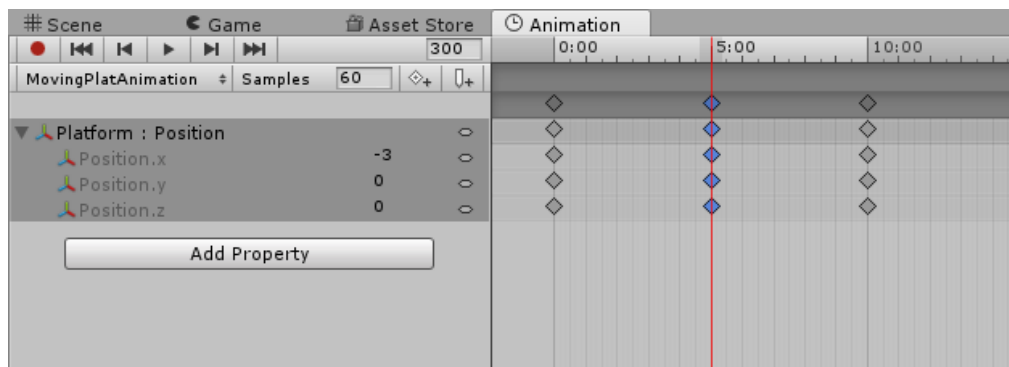 Scene Game Asset Store Animation
300 0:00 5:00 10:00
MovingPlatAnimation Samples 60
Platform : Position
Position.x -3
Position.y 0
Position.z 0
Add Property